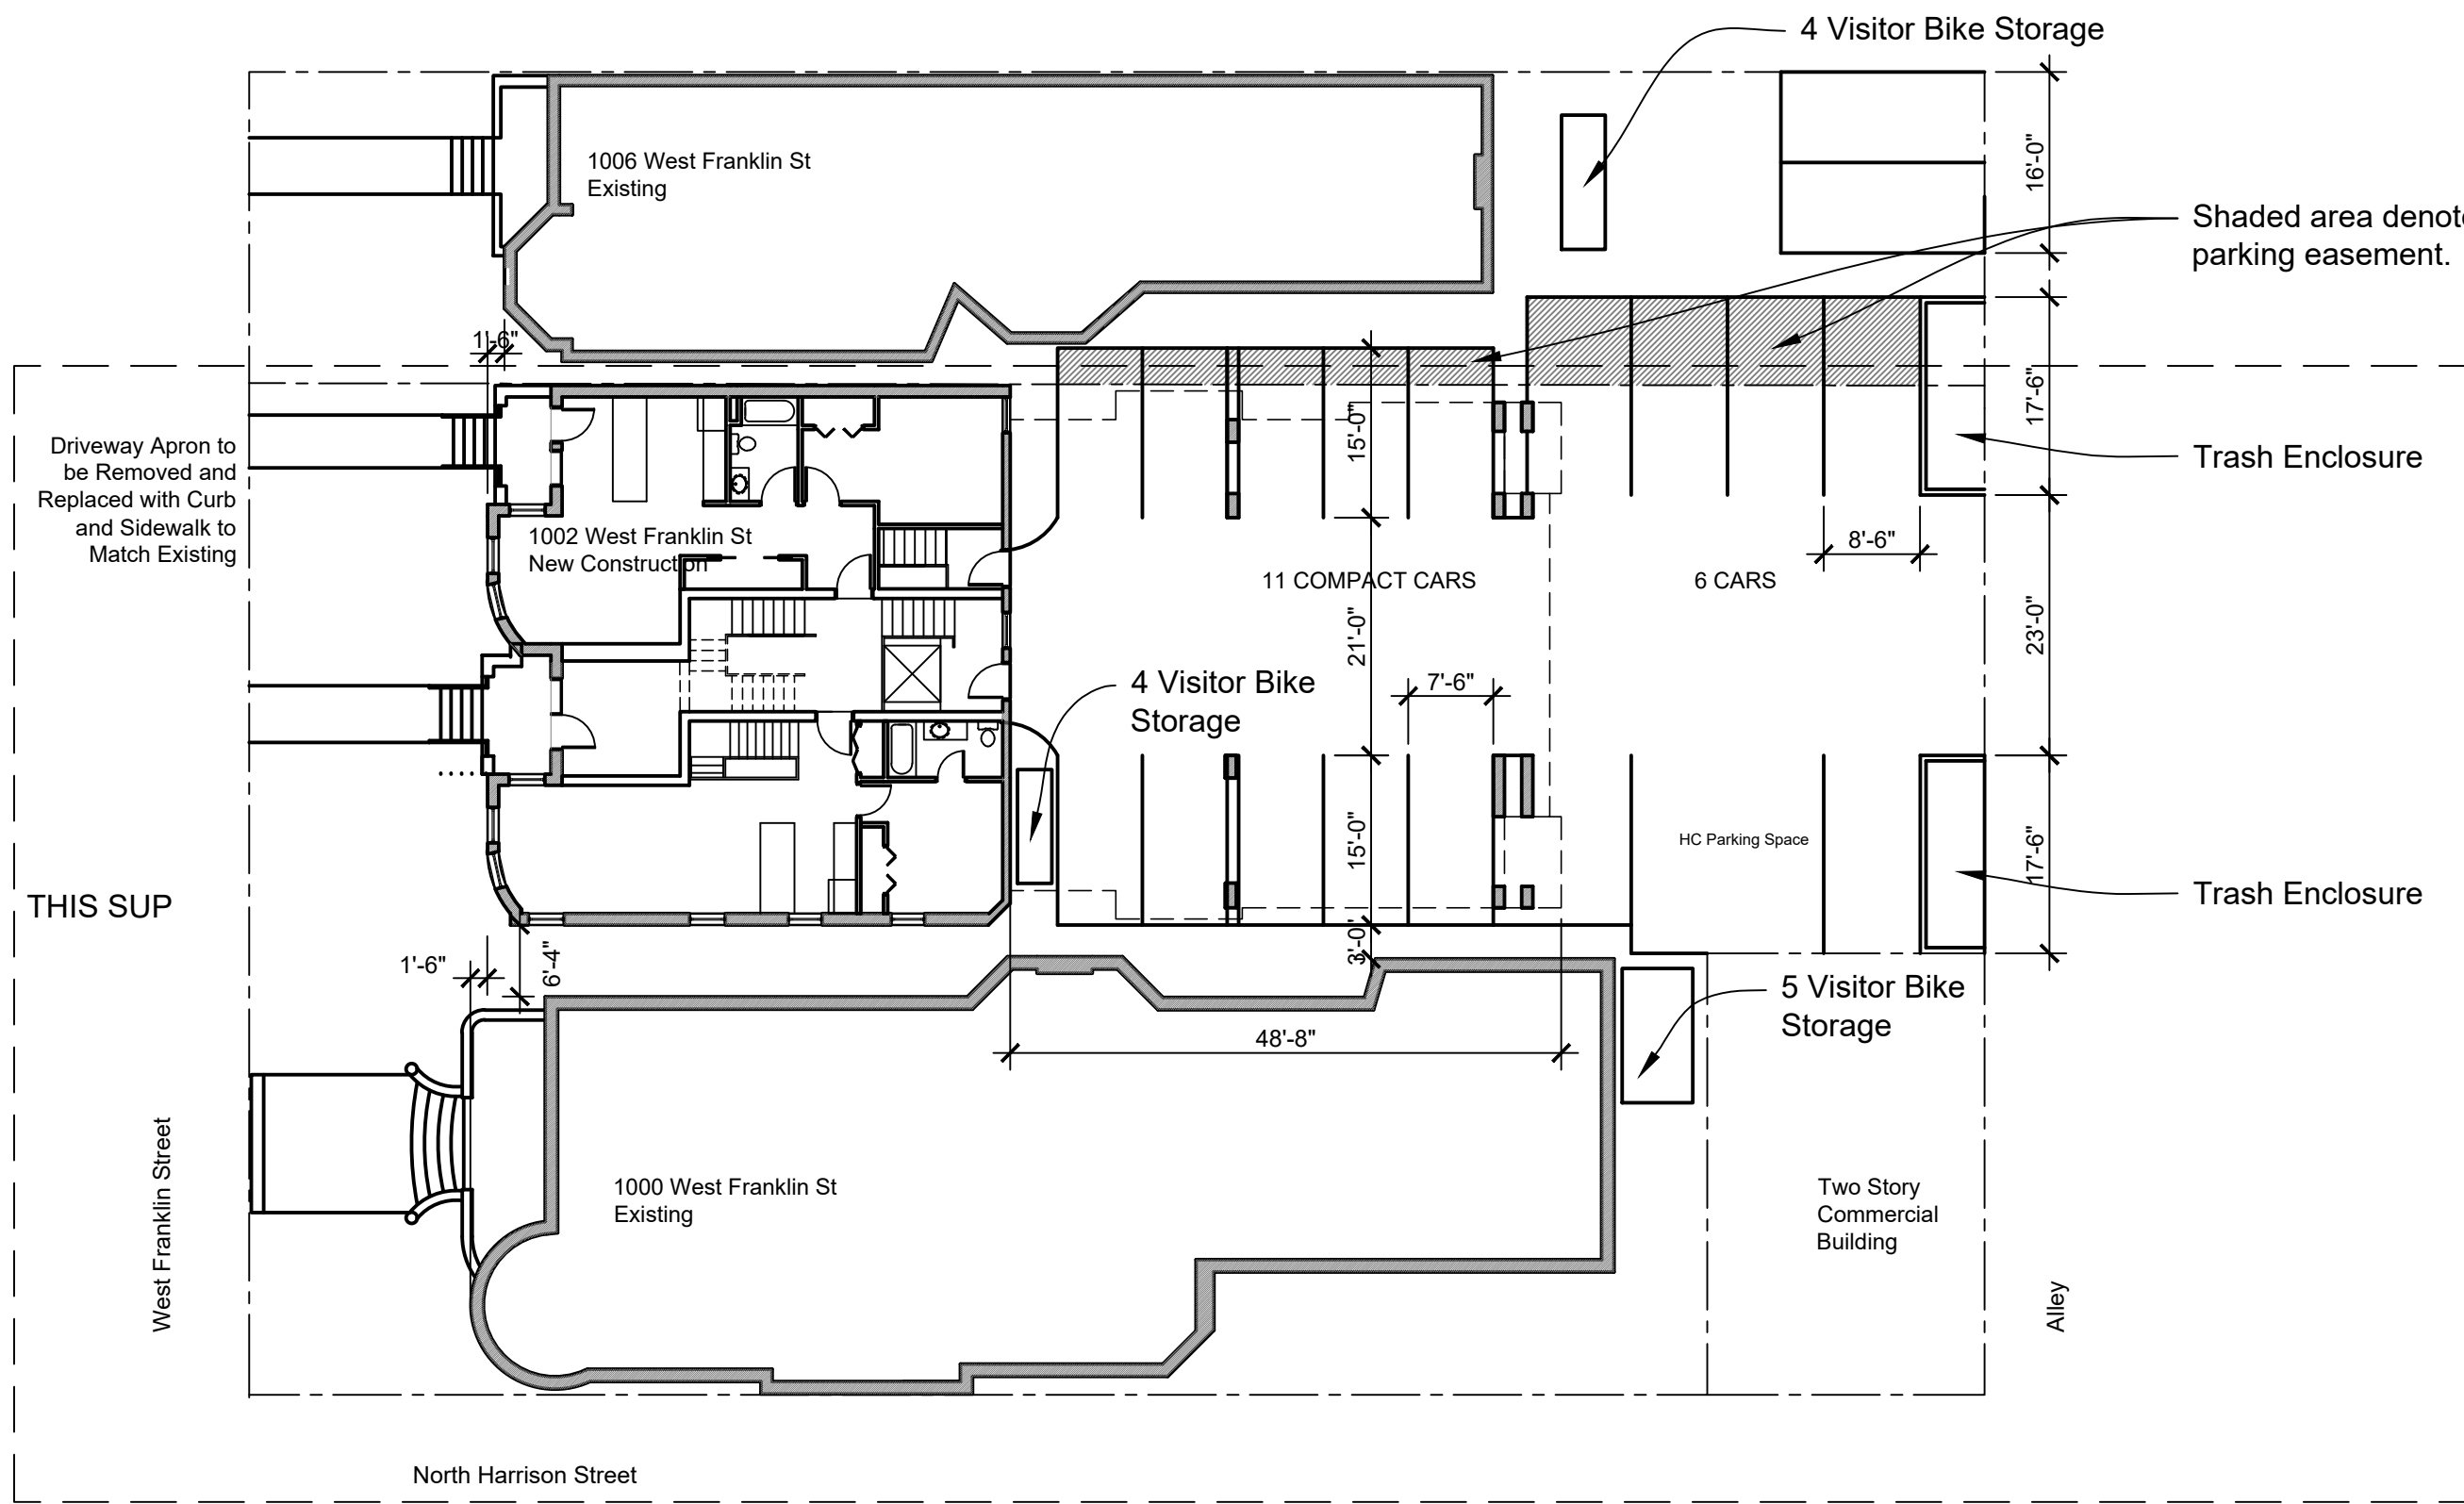 4 Visitor Bike Storage
1006 West Franklin St
Existing
16'-0"
Shaded area denot
parking easement.
1'-6"
17'-6"
15'-0"
Driveway Apron to
be Removed and
Replaced with Curb
and Sidewalk to
Match Existing
Trash Enclosure
1002 West Franklin St
New Construction
8'-6"
11 COMPACT CARS
6 CARS
21'-0"
23'-0"
4 Visitor Bike
Storage
7'-6"
HC Parking Space
15'-0"
17'-6"
THIS SUP
Trash Enclosure
1'-6"
6'-4"
3'-0"
5 Visitor Bike
Storage
48'-8"
West Franklin Street
1000 West Franklin St
Existing
Two Story
Commercial
Building
Alley
North Harrison Street